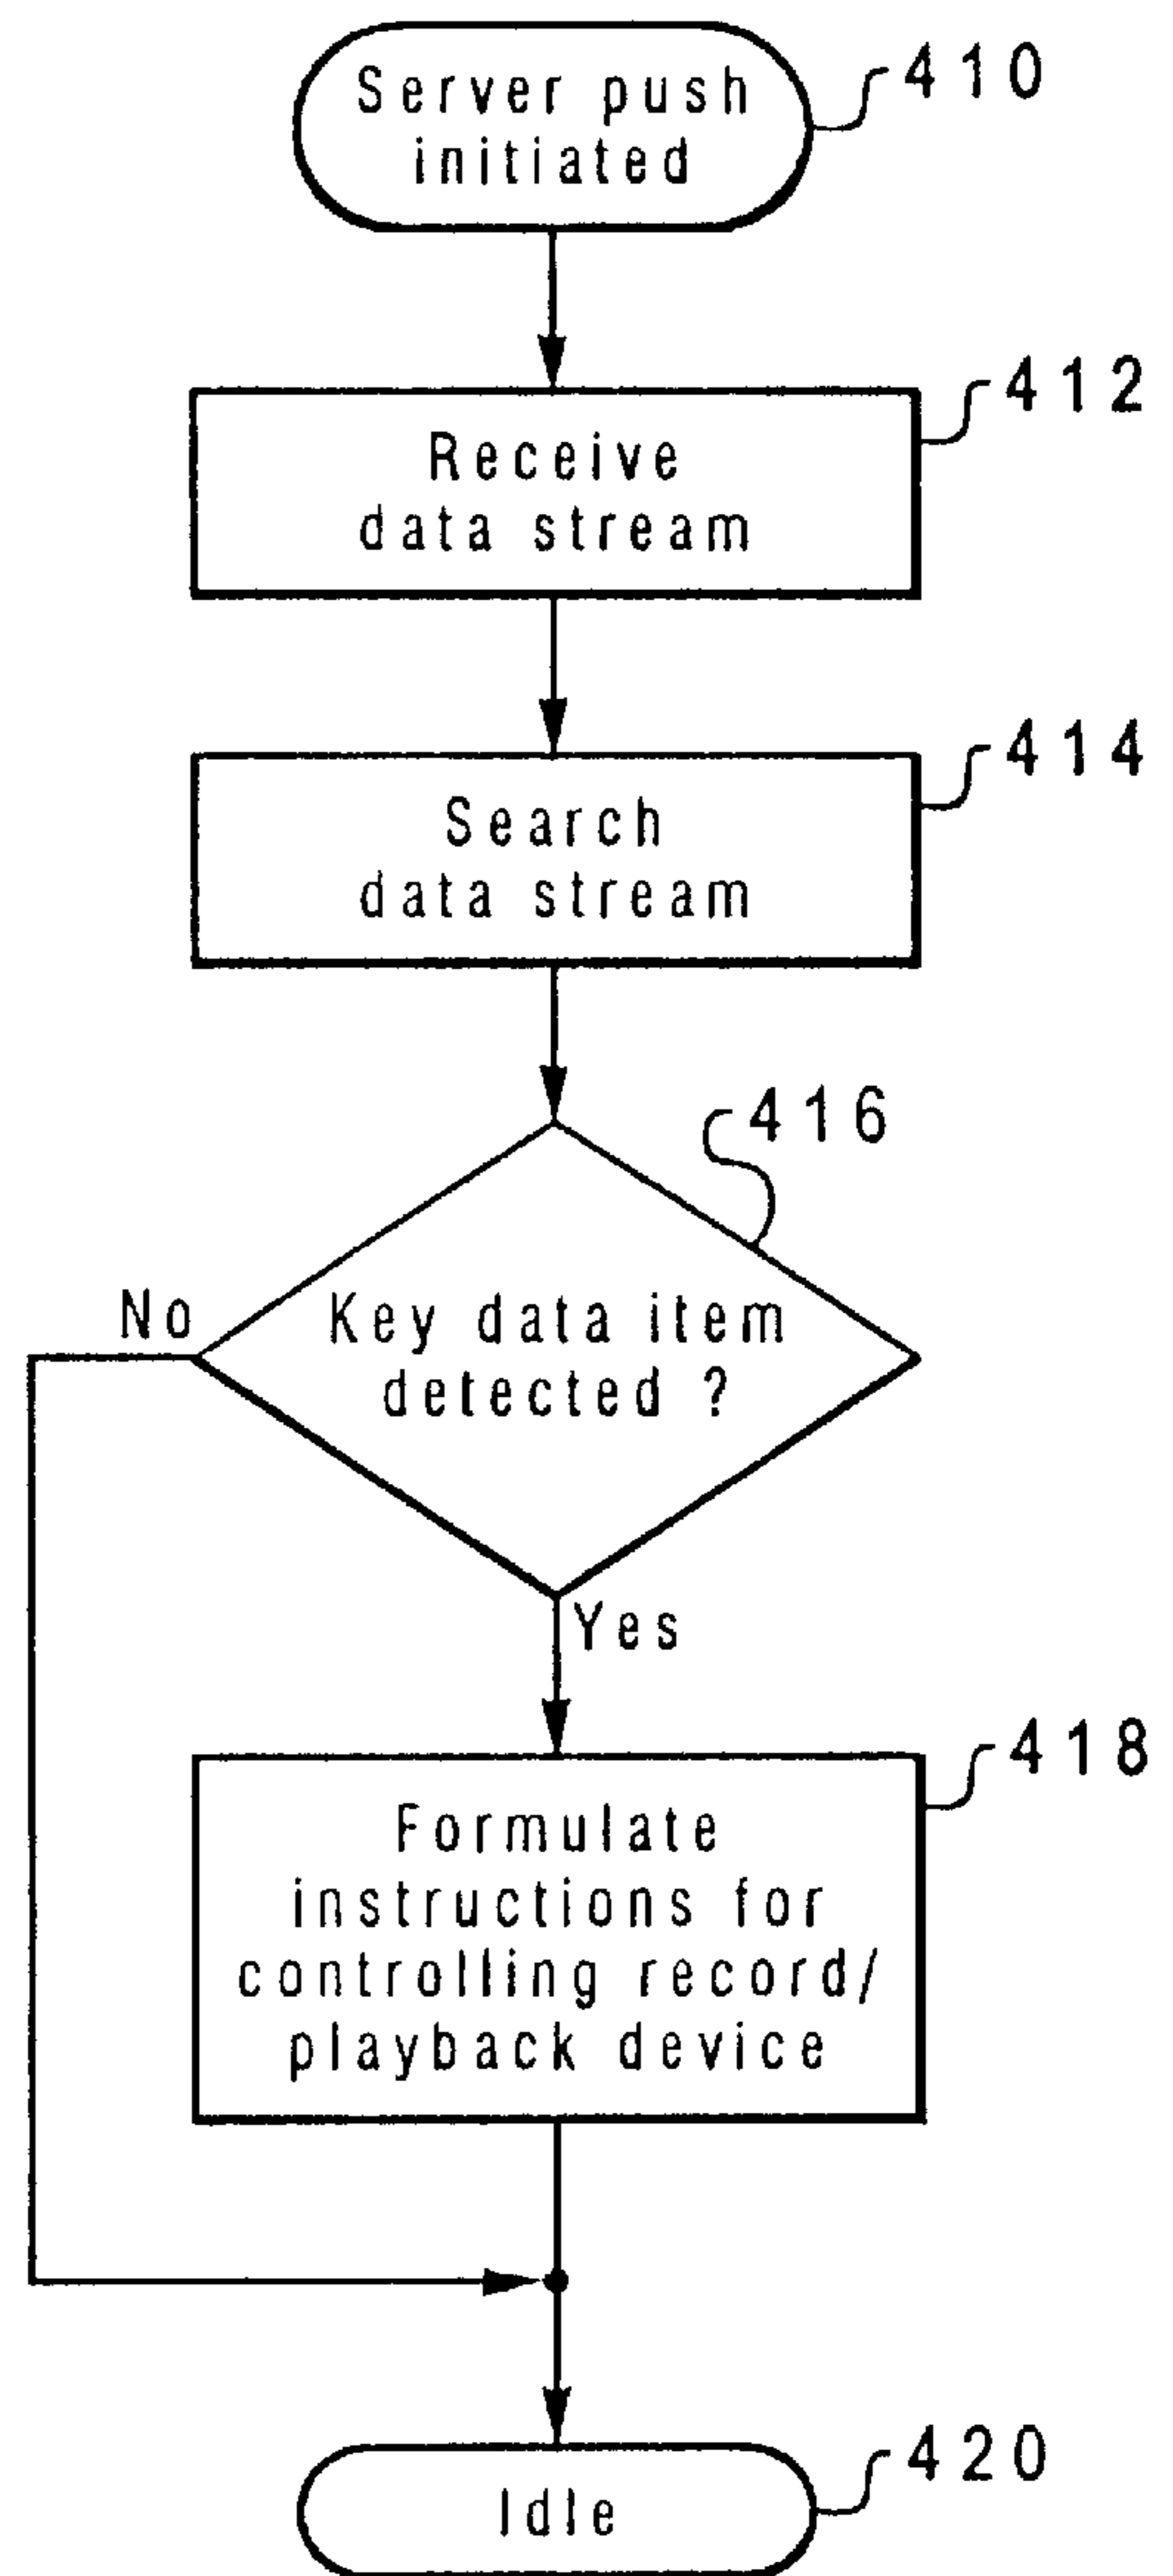 Server push
initiated
410
412
Receive
data stream
414
Search
data stream
416
No
Key data item
detected ?
Yes
418
Formulate
instructions for
controlling record/
playback device
420
Idle